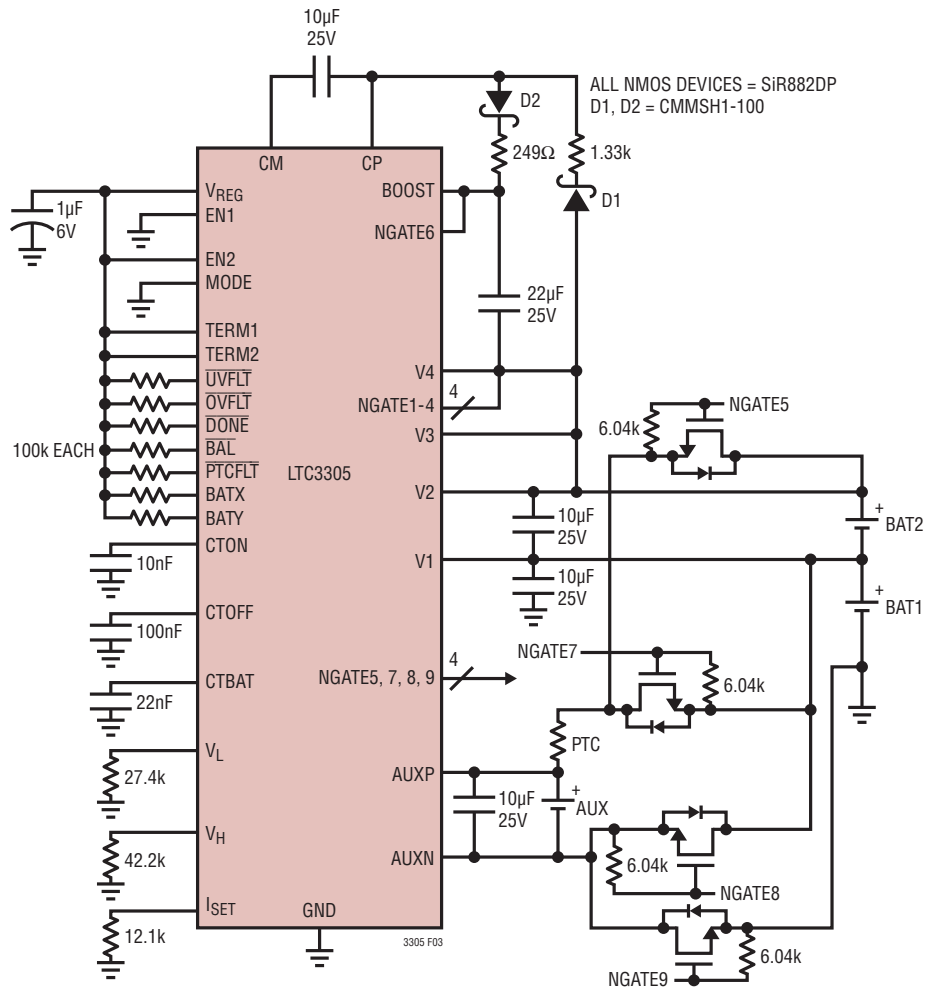 10µF
25V
ALL NMOS DEVICES = SiR882DP
D1, D2 = CMMSH1-100
D2
249Ω
1.33k
D1
CM
CP
1µF
6V
VREG
EN1
EN2
MODE
TERM1
TERM2
UVFLT
OVFLT
DONE
BAL
PTCFLT
BATX
BATY
100k EACH
LTC3305
BOOST
NGATE6
22µF
25V
V4
NGATE1-4
4
V3
V2
10µF
25V
V1
10µF
25V
NGATE5
6.04k
+
BAT2
+
BAT1
CTON
10nF
CTOFF
100nF
CTBAT
22nF
NGATE5, 7, 8, 9
4
NGATE7
6.04k
PTC
VL
27.4k
AUXP
10µF
25V
+
AUX
VH
42.2k
AUXN
6.04k
NGATE8
ISET
12.1k
GND
6.04k
NGATE9
3305 F03